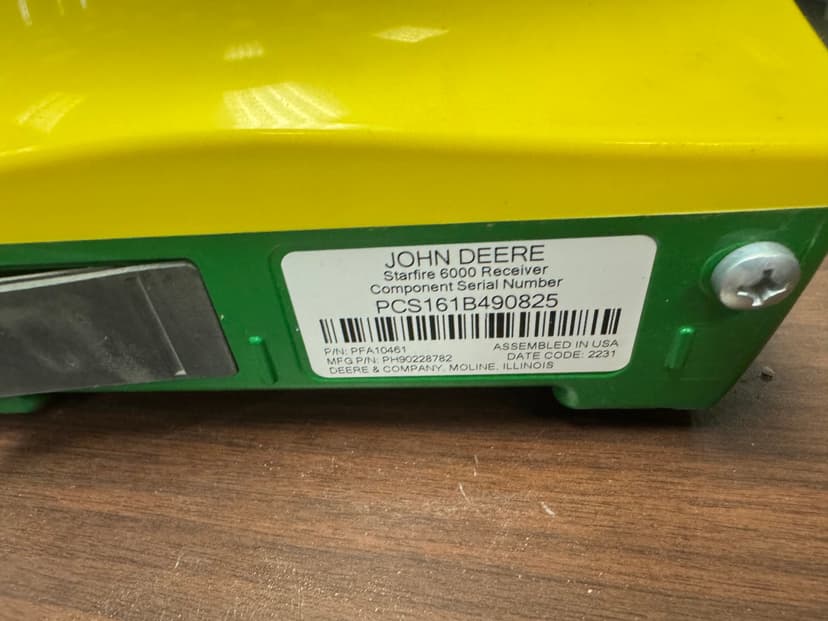 JOHN DEERE
Starfire 6000 Receiver
Component Serial Number
PCS161B490825
P/N: PFA10461 ASSEMBLED IN USA
MFG P/N: PH90228782 DATE CODE: 2231
DEERE & COMPANY, MOLINE, ILLINOIS